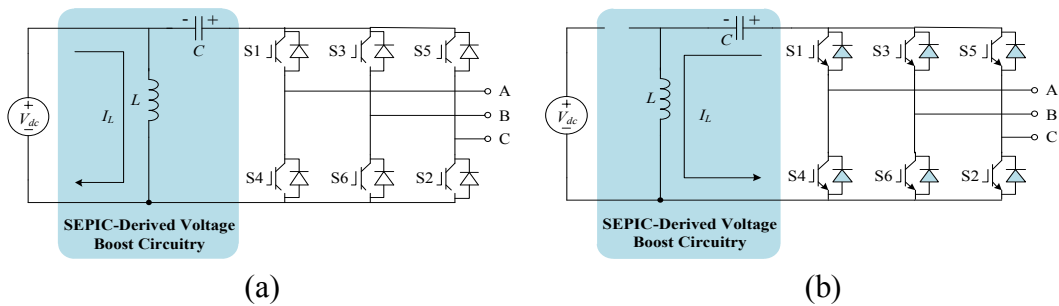 - +
C
S1 S3 S5
A
B
C
L
I_L
+
V_dc
−
S4 S6 S2
SEPIC-Derived Voltage
Boost Circuitry
(a)
- +
C
S1 S3 S5
A
B
C
L
I_L
+
V_dc
−
S4 S6 S2
SEPIC-Derived Voltage
Boost Circuitry
(b)